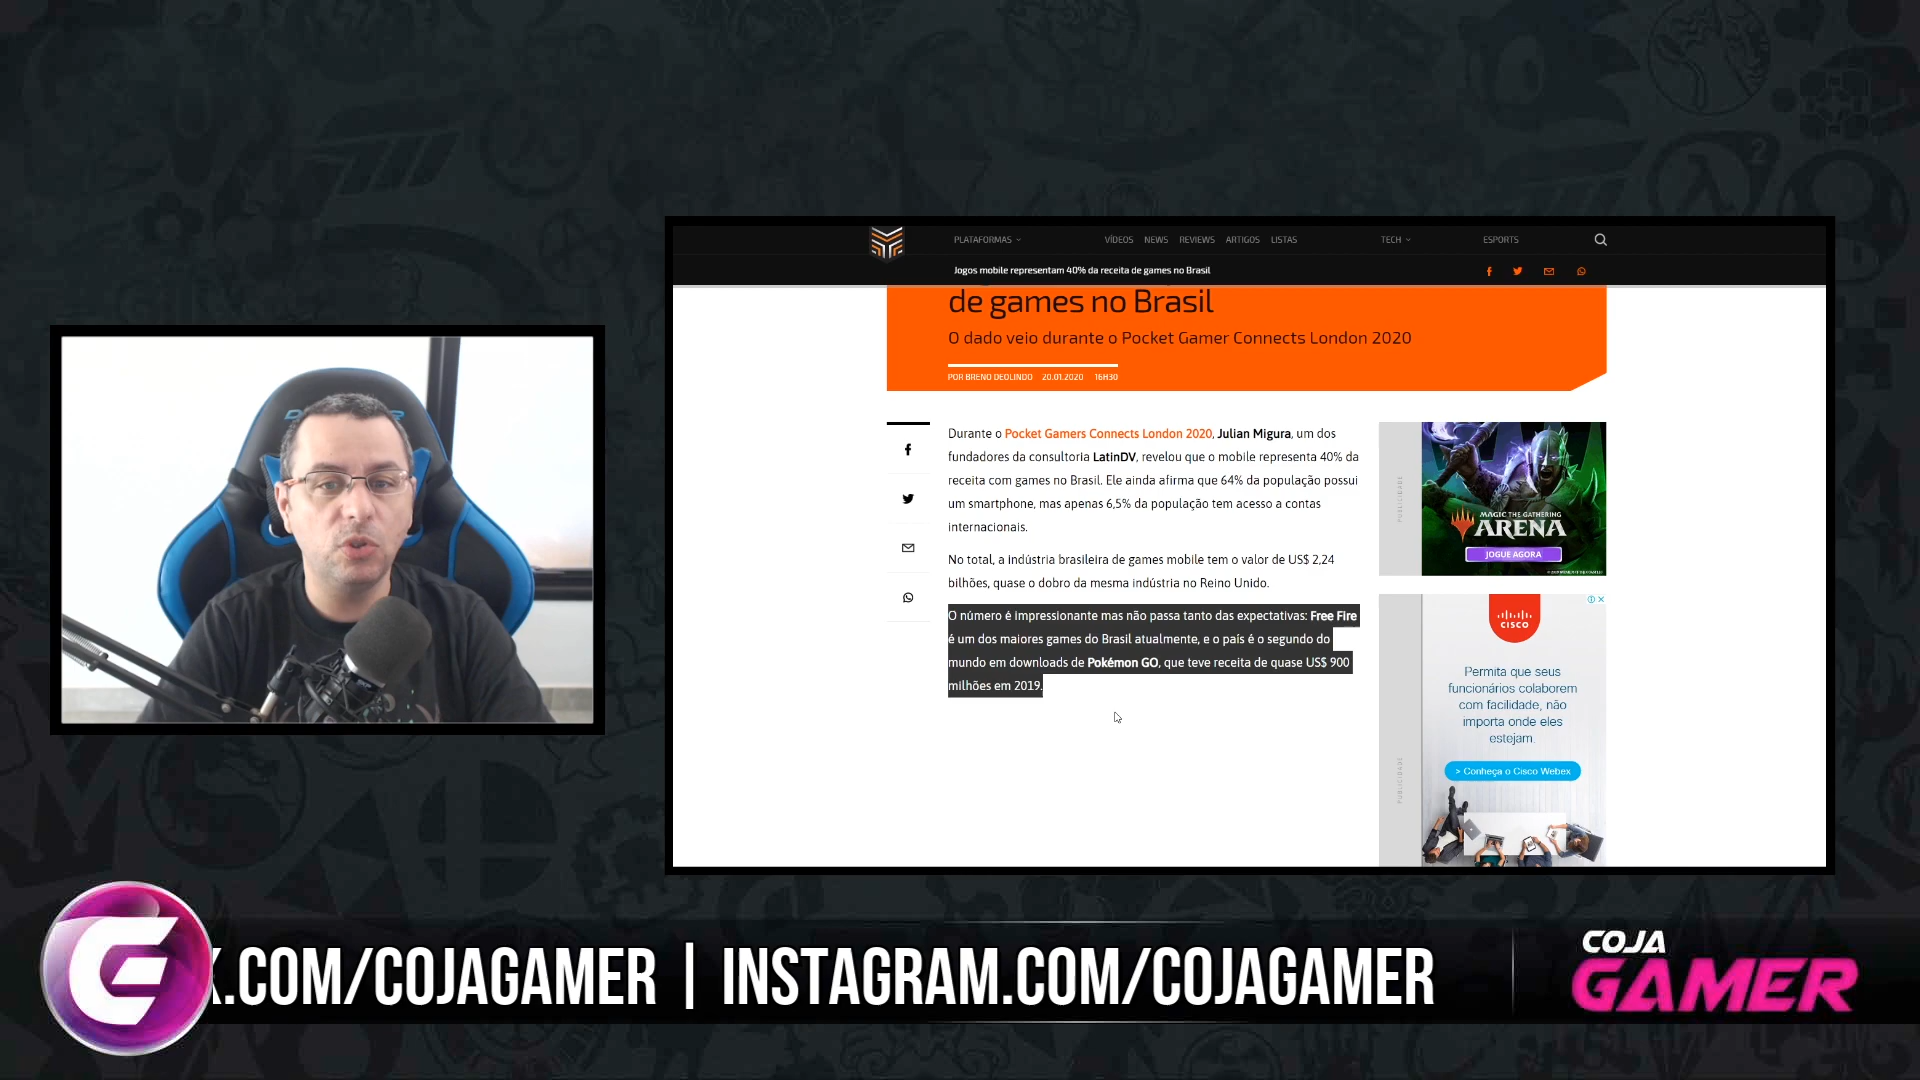 PLATAFORMAS
VÍDEOS NEWS REVIEWS ARTIGOS LISTAS
TECH
ESPORTS
Jogos mobile representam 40% da receita de games no Brasil
de games no Brasil
O dado veio durante o Pocket Gamer Connects London 2020
POR BRENO DEOLINDO 20.01.2020 16H30
Durante o Pocket Gamers Connects London 2020, Julian Migura, um dos
fundadores da consultoria LatinDV, revelou que o mobile representa 40% da
receita com games no Brasil. Ele ainda afirma que 64% da população possui
um smartphone, mas apenas 6,5% da população tem acesso a contas
internacionais.
No total, a indústria brasileira de games mobile tem o valor de US$ 2,24
bilhões, quase o dobro da mesma indústria no Reino Unido.
O número é impressionante mas não passa tanto das expectativas: Free Fire
é um dos maiores games do Brasil atualmente, e o país é o segundo do
mundo em downloads de Pokémon GO, que teve receita de quase US$ 900
milhões em 2019.
PUBLICIDADE
MAGIC THE GATHERING
ARENA
JOGUE AGORA
CISCO
Permita que seus
funcionários colaborem
com facilidade, não
importa onde eles
estejam.
> Conheça o Cisco Webex
PUBLICIDADE
K.COM/COJAGAMER | INSTAGRAM.COM/COJAGAMER
COJA
GAMER